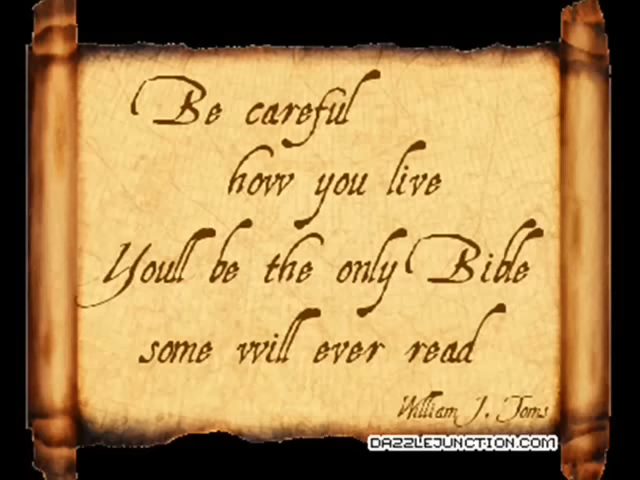 Be careful
how you live
Youll be the only Bible
some will ever read
William J. Toms
DAZZLEJUNCTION.COM